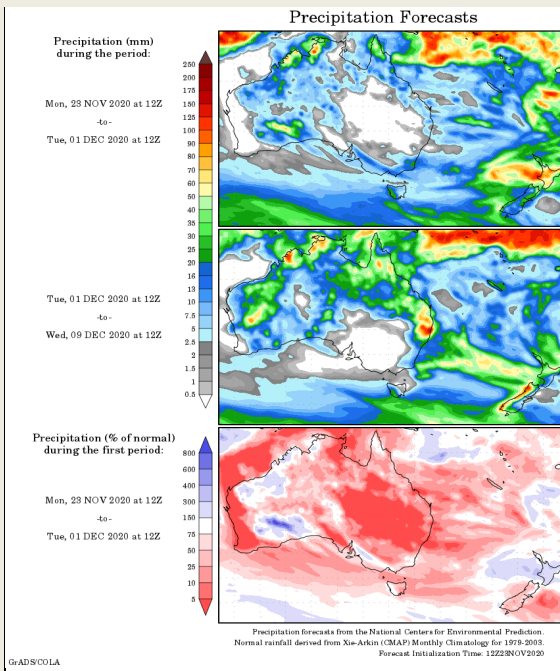 Precipitation Forecasts
Precipitation (mm)
during the period:
Mon, 23 NOV 2020 at 12Z
-to-
Tue, 01 DEC 2020 at 12Z
250
200
175
150
125
100
90
80
70
60
50
40
35
30
25
20
16
13
10
7.5
5
2.5
2
1.5
1
0.5
Tue, 01 DEC 2020 at 12Z
-to-
Wed, 09 DEC 2020 at 12Z
Precipitation (% of normal)
during the first period:
Mon, 23 NOV 2020 at 12Z
-to-
Tue, 01 DEC 2020 at 12Z
800
600
400
300
150
75
50
25
10
5
Precipitation forecasts from the National Centers for Environmental Prediction.
Normal rainfall derived from Xie-Arkin (CMAP) Monthly Climatology for 1979-2003.
Forecast Initialization Time: 12Z23NOV2020
GrADS/COLA